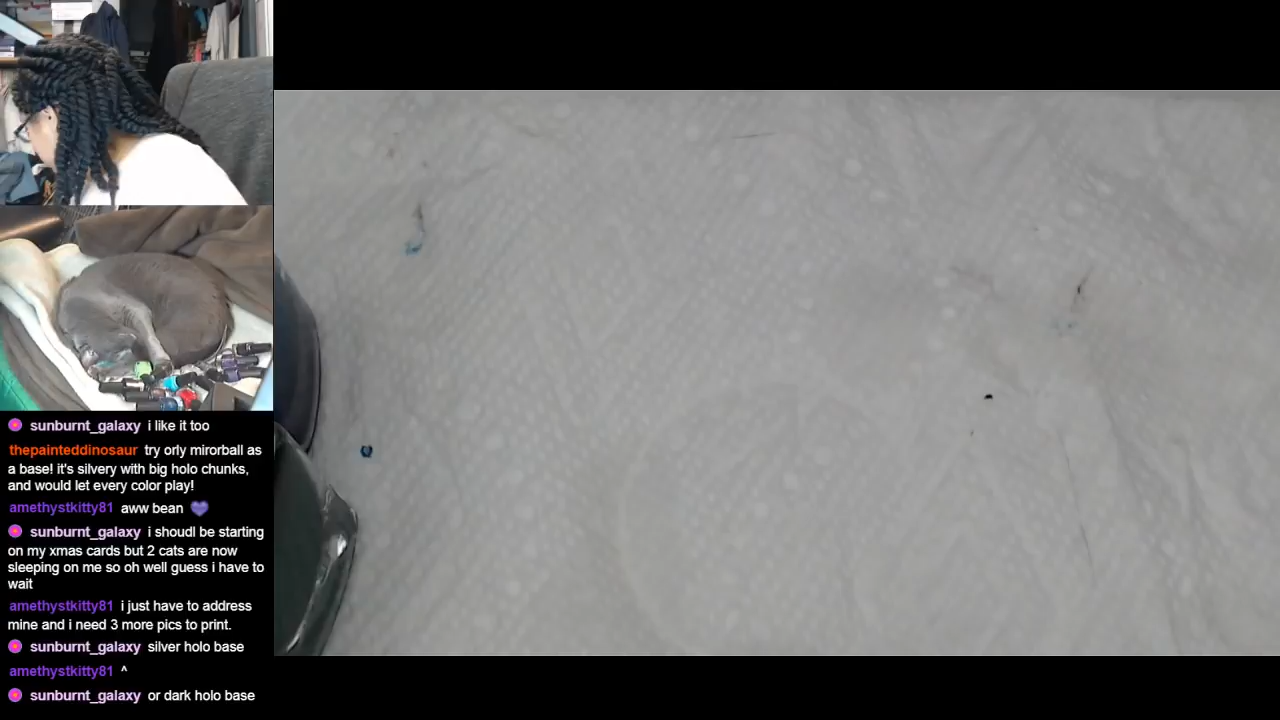 sunburnt_galaxy i like it too
thepainteddinosaur try orly mirorball as
a base! it's silvery with big holo chunks,
and would let every color play!
amethystkitty81 aww bean
sunburnt_galaxy i shoudl be starting
on my xmas cards but 2 cats are now
sleeping on me so oh well guess i have to
wait
amethystkitty81 i just have to address
mine and i need 3 more pics to print.
sunburnt_galaxy silver holo base
amethystkitty81 ^
sunburnt_galaxy or dark holo base